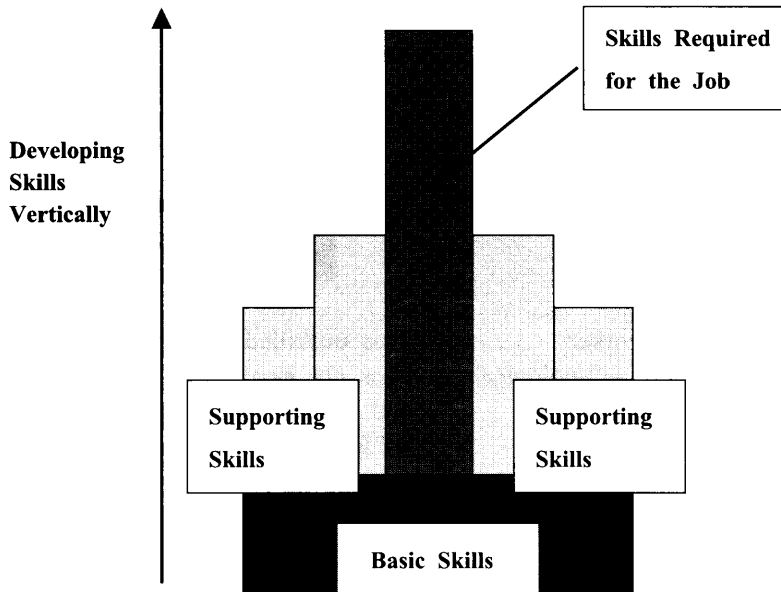 Skills Required
for the Job
Developing
Skills
Vertically
Supporting
Skills
Supporting
Skills
Basic Skills